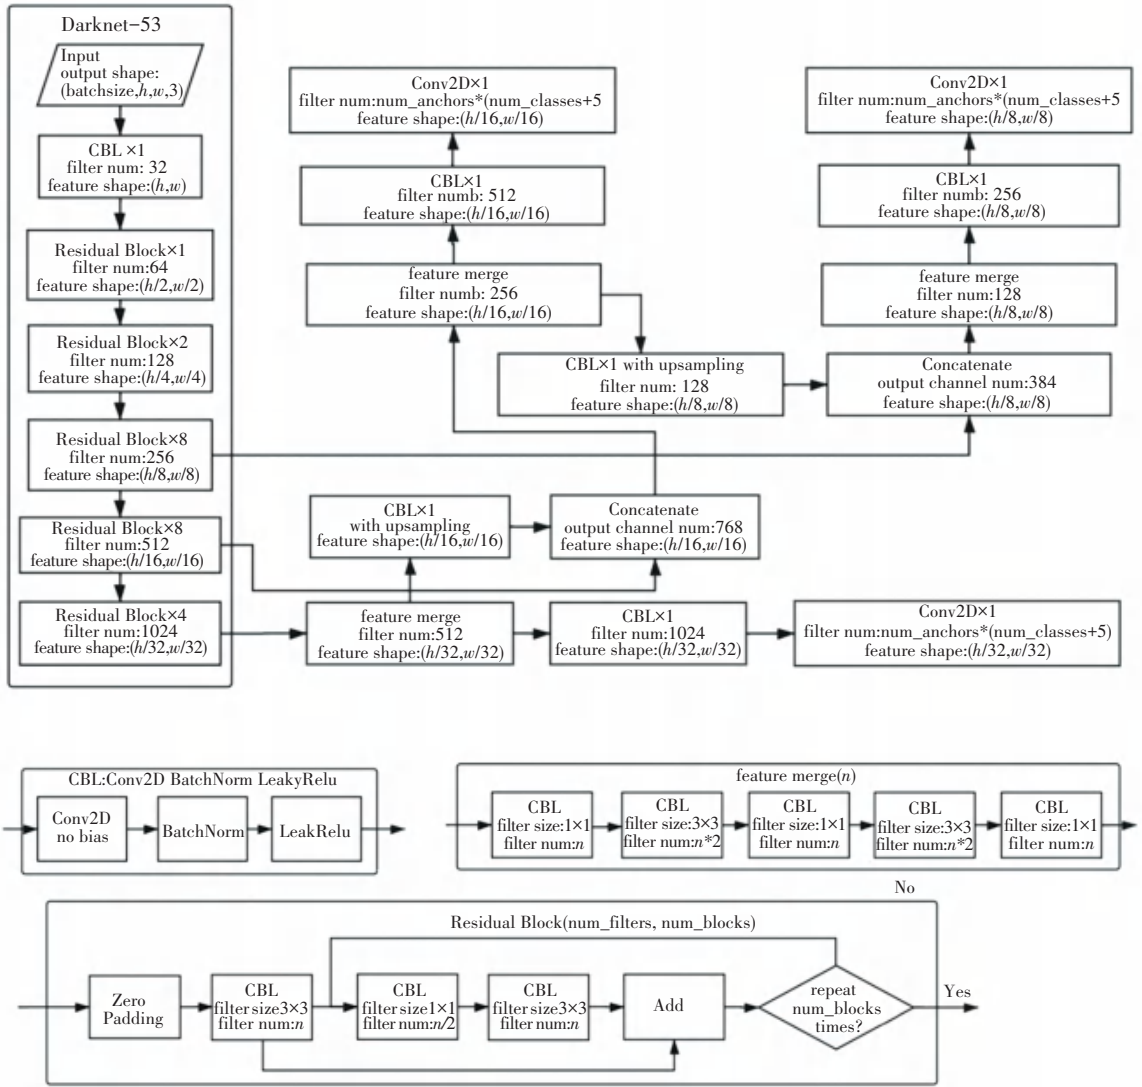 Darknet-53
Input
output shape:
(batchsize,h,w,3)
CBL ×1
filter num: 32
feature shape:(h,w)
Residual Block×1
filter num:64
feature shape:(h/2,w/2)
Residual Block×2
filter num:128
feature shape:(h/4,w/4)
Residual Block×8
filter num:256
feature shape:(h/8,w/8)
Residual Block×8
filter num:512
feature shape:(h/16,w/16)
Residual Block×4
filter num:1024
feature shape:(h/32,w/32)
Conv2D×1
filter num:num_anchors*(num_classes+5
feature shape:(h/16,w/16)
CBL×1
filter numb: 512
feature shape:(h/16,w/16)
feature merge
filter numb: 256
feature shape:(h/16,w/16)
CBL×1 with upsampling
filter num: 128
feature shape:(h/8,w/8)
Conv2D×1
filter num:num_anchors*(num_classes+5
feature shape:(h/8,w/8)
CBL×1
filter num: 256
feature shape:(h/8,w/8)
feature merge
filter num:128
feature shape:(h/8,w/8)
Concatenate
output channel num:384
feature shape:(h/8,w/8)
CBL×1
with upsampling
feature shape:(h/16,w/16)
Concatenate
output channel num:768
feature shape:(h/16,w/16)
feature merge
filter num:512
feature shape:(h/32,w/32)
CBL×1
filter num:1024
feature shape:(h/32,w/32)
Conv2D×1
filter num:num_anchors*(num_classes+5)
feature shape:(h/32,w/32)
CBL:Conv2D BatchNorm LeakyRelu
Conv2D
no bias
BatchNorm
LeakRelu
feature merge(n)
CBL
filter size:1×1
filter num:n
CBL
filter size:3×3
filter num:n*2
CBL
filter size:1×1
filter num:n
CBL
filter size:3×3
filter num:n*2
CBL
filter size:1×1
filter num:n
No
Residual Block(num_filters, num_blocks)
Zero
Padding
CBL
filter size3×3
filter num:n
CBL
filter size1×1
filter num:n/2
CBL
filter size3×3
filter num:n
Add
repeat
num_blocks
times?
Yes